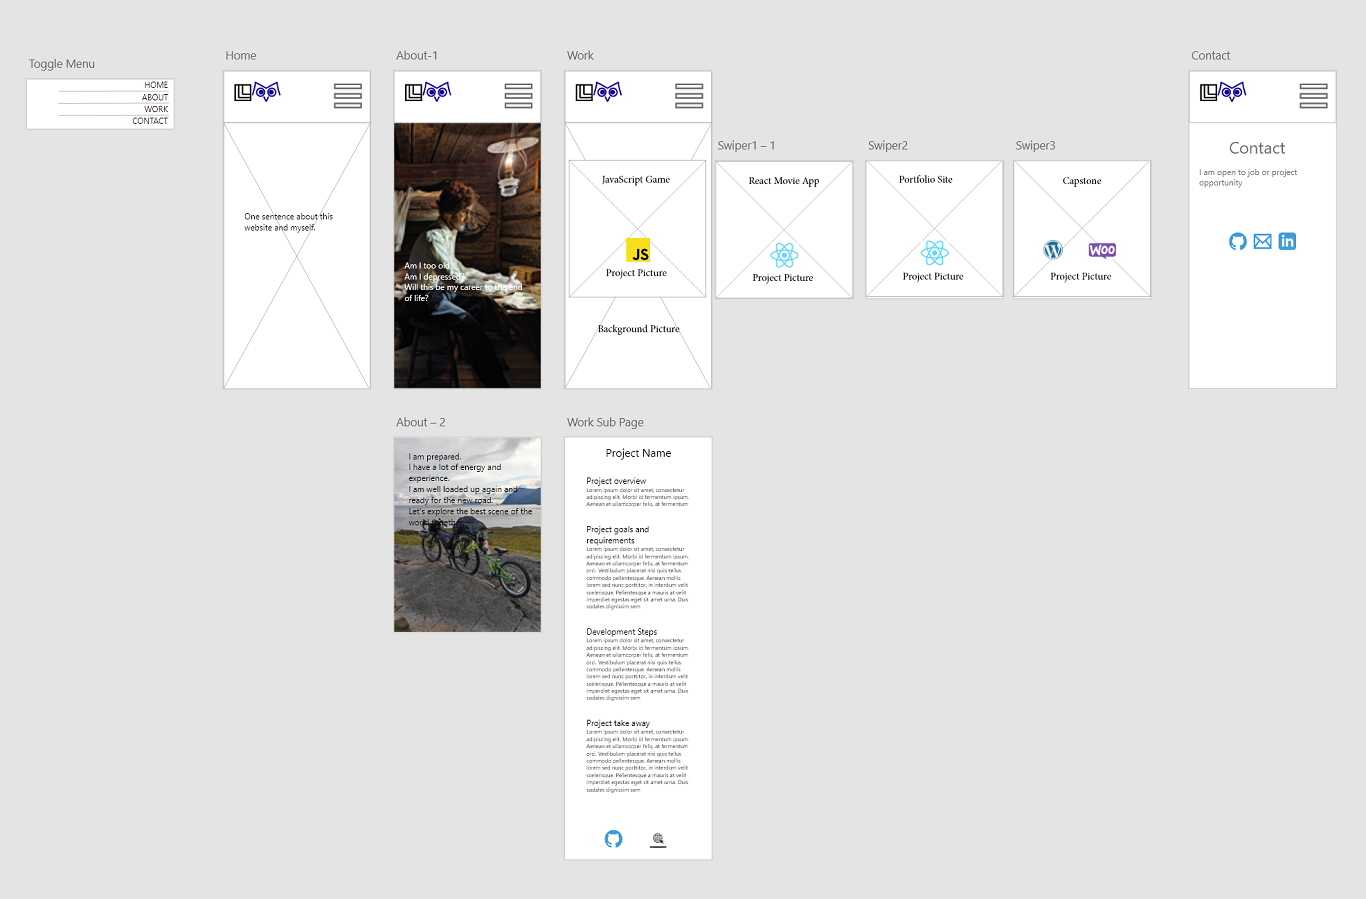 Toggle Menu
HOME
ABOUT
WORK
CONTACT
Home
One sentence about this
website and myself.
About-1
Am I too old?
Am I depressed?
Will this be my career to the end
of life?
Work
JavaScript Game
JS
Project Picture
Background Picture
Swiper1 – 1
React Movie App
Project Picture
Swiper2
Portfolio Site
Project Picture
Swiper3
Capstone
WOO
Project Picture
Contact
Contact
I am open to job or project
opportunity
in
About – 2
I am prepared.
I have a lot of energy and
experience.
I am well loaded up again and
ready for the new road.
Let's explore the best scene of the
world together.
Work Sub Page
Project Name
Project overview
Lorem ipsum dolor sit amet, consectetur
adipiscing elit. Morbi id fermentum ipsum.
Aenean et ullamcorper felis, at fermentum
Project goals and
requirements
Lorem ipsum dolor sit amet, consectetur
adipiscing elit. Morbi id fermentum ipsum.
Aenean et ullamcorper felis, at fermentum
orci. Vestibulum placerat nisi quis tellus
commodo pellentesque. Aenean mollis
lorem sed nunc porttitor, in interdum velit
scelerisque. Pellentesque a mauris at velit
imperdiet egestas eget sit amet urna. Duis
sodales dignissim sem
Development Steps
Lorem ipsum dolor sit amet, consectetur
adipiscing elit. Morbi id fermentum ipsum.
Aenean et ullamcorper felis, at fermentum
orci. Vestibulum placerat nisi quis tellus
commodo pellentesque. Aenean mollis
lorem sed nunc porttitor, in interdum velit
scelerisque. Pellentesque a mauris at velit
imperdiet egestas eget sit amet urna. Duis
sodales dignissim sem
Project take away
Lorem ipsum dolor sit amet, consectetur
adipiscing elit. Morbi id fermentum ipsum.
Aenean et ullamcorper felis, at fermentum
orci. Vestibulum placerat nisi quis tellus
commodo pellentesque. Aenean mollis
lorem sed nunc porttitor, in interdum velit
scelerisque. Pellentesque a mauris at velit
imperdiet egestas eget sit amet urna. Duis
sodales dignissim sem